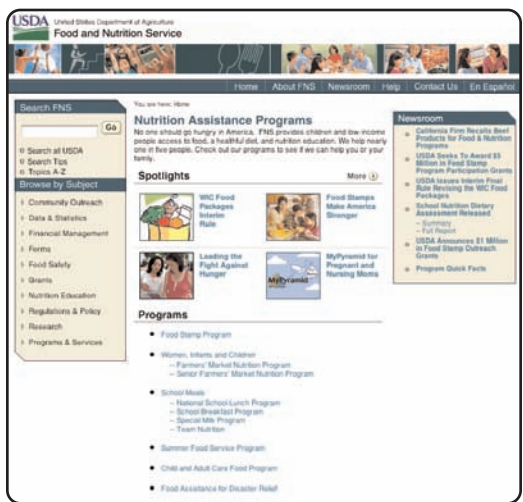 USDA
United States Department of Agriculture
Food and Nutrition Service
Home
About FNS
Newsroom
Help
Contact Us
En Español
Search FNS
Go
Search all USDA
Search Tips
Topics A-Z
Browse by Subject
Community Outreach
Data & Statistics
Financial Management
Forms
Food Safety
Grants
Nutrition Education
Regulations & Policy
Research
Programs & Services
You are here: Home
Nutrition Assistance Programs
No one should go hungry in America. FNS provides children and low-income
people access to food, a healthful diet, and nutrition education. We help nearly
one in five people. Check out our programs to see if we can help you or your
family.
Spotlights
More
WIC Food
Packages
Interim
Rule
Food Stamps
Make America
Stronger
Leading the
Fight Against
Hunger
MyPyramid
MyPyramid for
Pregnant and
Nursing Moms
Programs
Food Stamp Program
Women, Infants and Children
– Farmers' Market Nutrition Program
– Senior Farmers' Market Nutrition Program
School Meals
– National School Lunch Program
– School Breakfast Program
– Special Milk Program
– Team Nutrition
Summer Food Service Program
Child and Adult Care Food Program
Food Assistance for Disaster Relief
Newsroom
California Firm Recalls Beef
Products for Food & Nutrition
Programs
USDA Seeks To Award $5
Million in Food Stamp
Program Participation Grants
USDA Issues Interim Final
Rule Revising the WIC Food
Packages
School Nutrition Dietary
Assessment Released
– Summary
– Full Report
USDA Announces $1 Million
in Food Stamp Outreach
Grants
Program Quick Facts